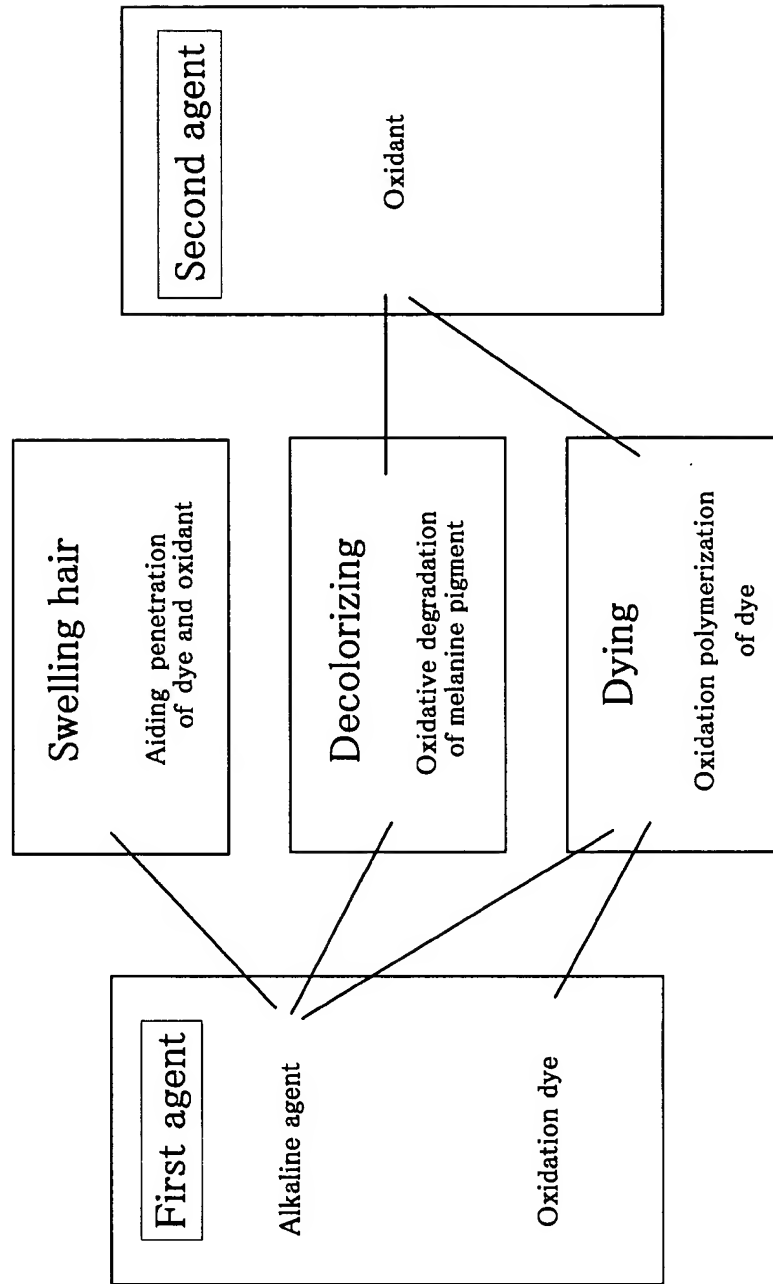 First agent
Alkaline agent
Oxidation dye
Swelling hair
Aiding penetration
of dye and oxidant
Decolorizing
Oxidative degradation
of melanine pigment
Dying
Oxidation polymerization
of dye
Second agent
Oxidant